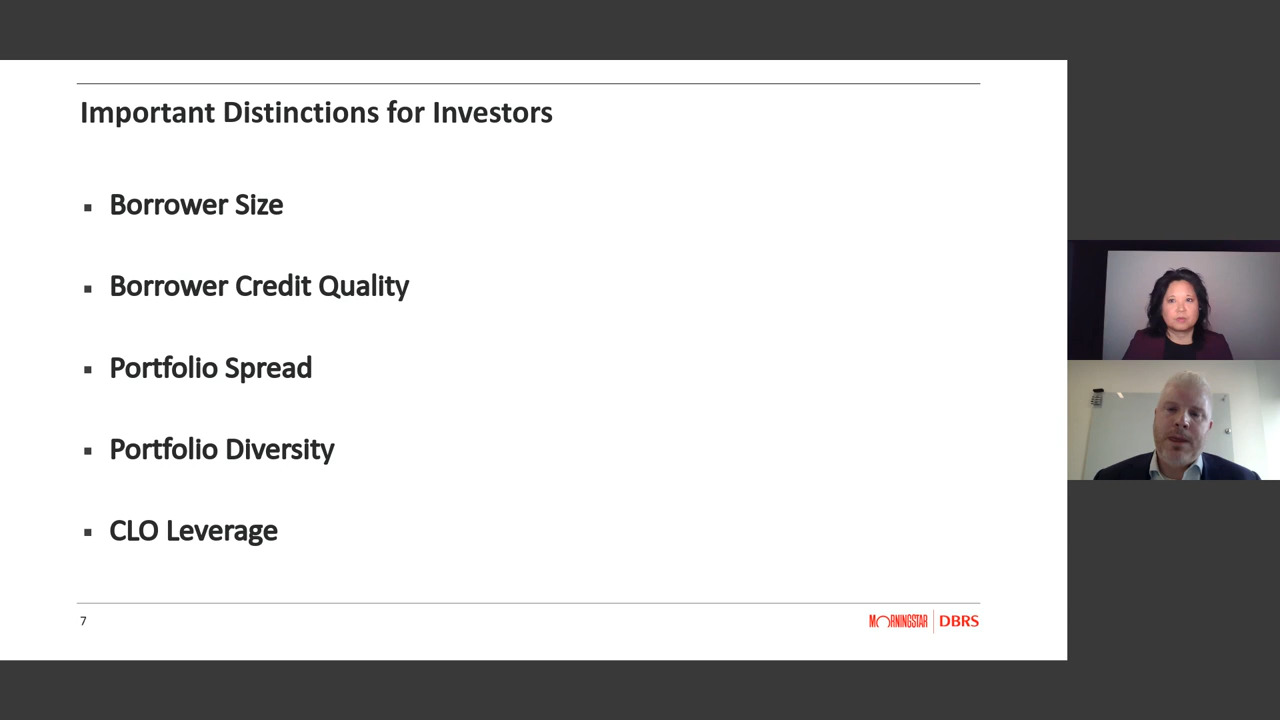 Important Distinctions for Investors
▪ Borrower Size
▪ Borrower Credit Quality
▪ Portfolio Spread
▪ Portfolio Diversity
▪ CLO Leverage
7
MORNINGSTAR | DBRS